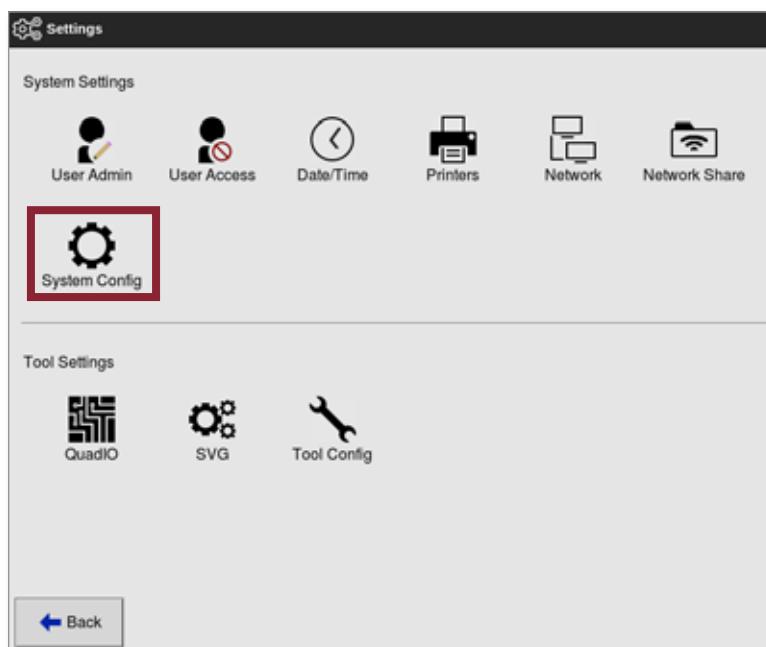 Settings
System Settings
User Admin User Access Date/Time Printers Network Network Share
System Config
Tool Settings
QuadIO SVG Tool Config
Back